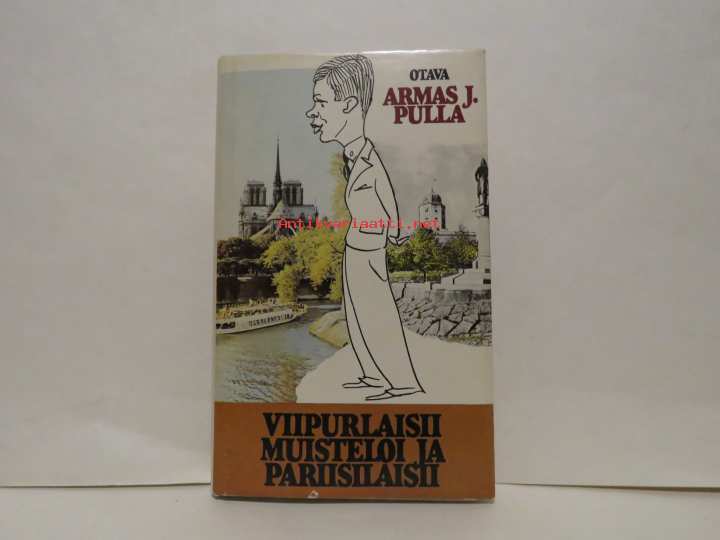 OTAVA
ARMAS J.
PULLA
Antikvariaatti.net
VIIPURLAISII
MUISTELOI JA
PARIISILAISII